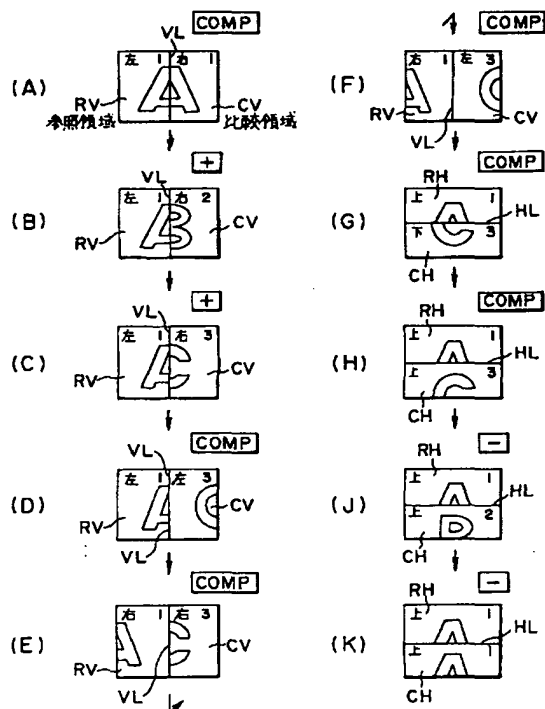 COMP
VL
左 1 右 1
(A)
RV
参照領域
CV
比較領域
+
VL
左 1 右 2
(B)
RV
CV
+
VL
左 1 右 3
(C)
RV
CV
COMP
VL
左 1 左 3
(D)
RV
CV
VL
COMP
右 1 右 3
(E)
RV
CV
VL
COMP
右 1 左 3
(F)
RV
CV
VL
COMP
RH
上 1
HL
(G)
下 3
CH
COMP
RH
上 1
HL
(H)
上 3
CH
−
RH
上 1
HL
(J)
上 2
CH
−
RH
上 1
HL
(K)
上 1
CH